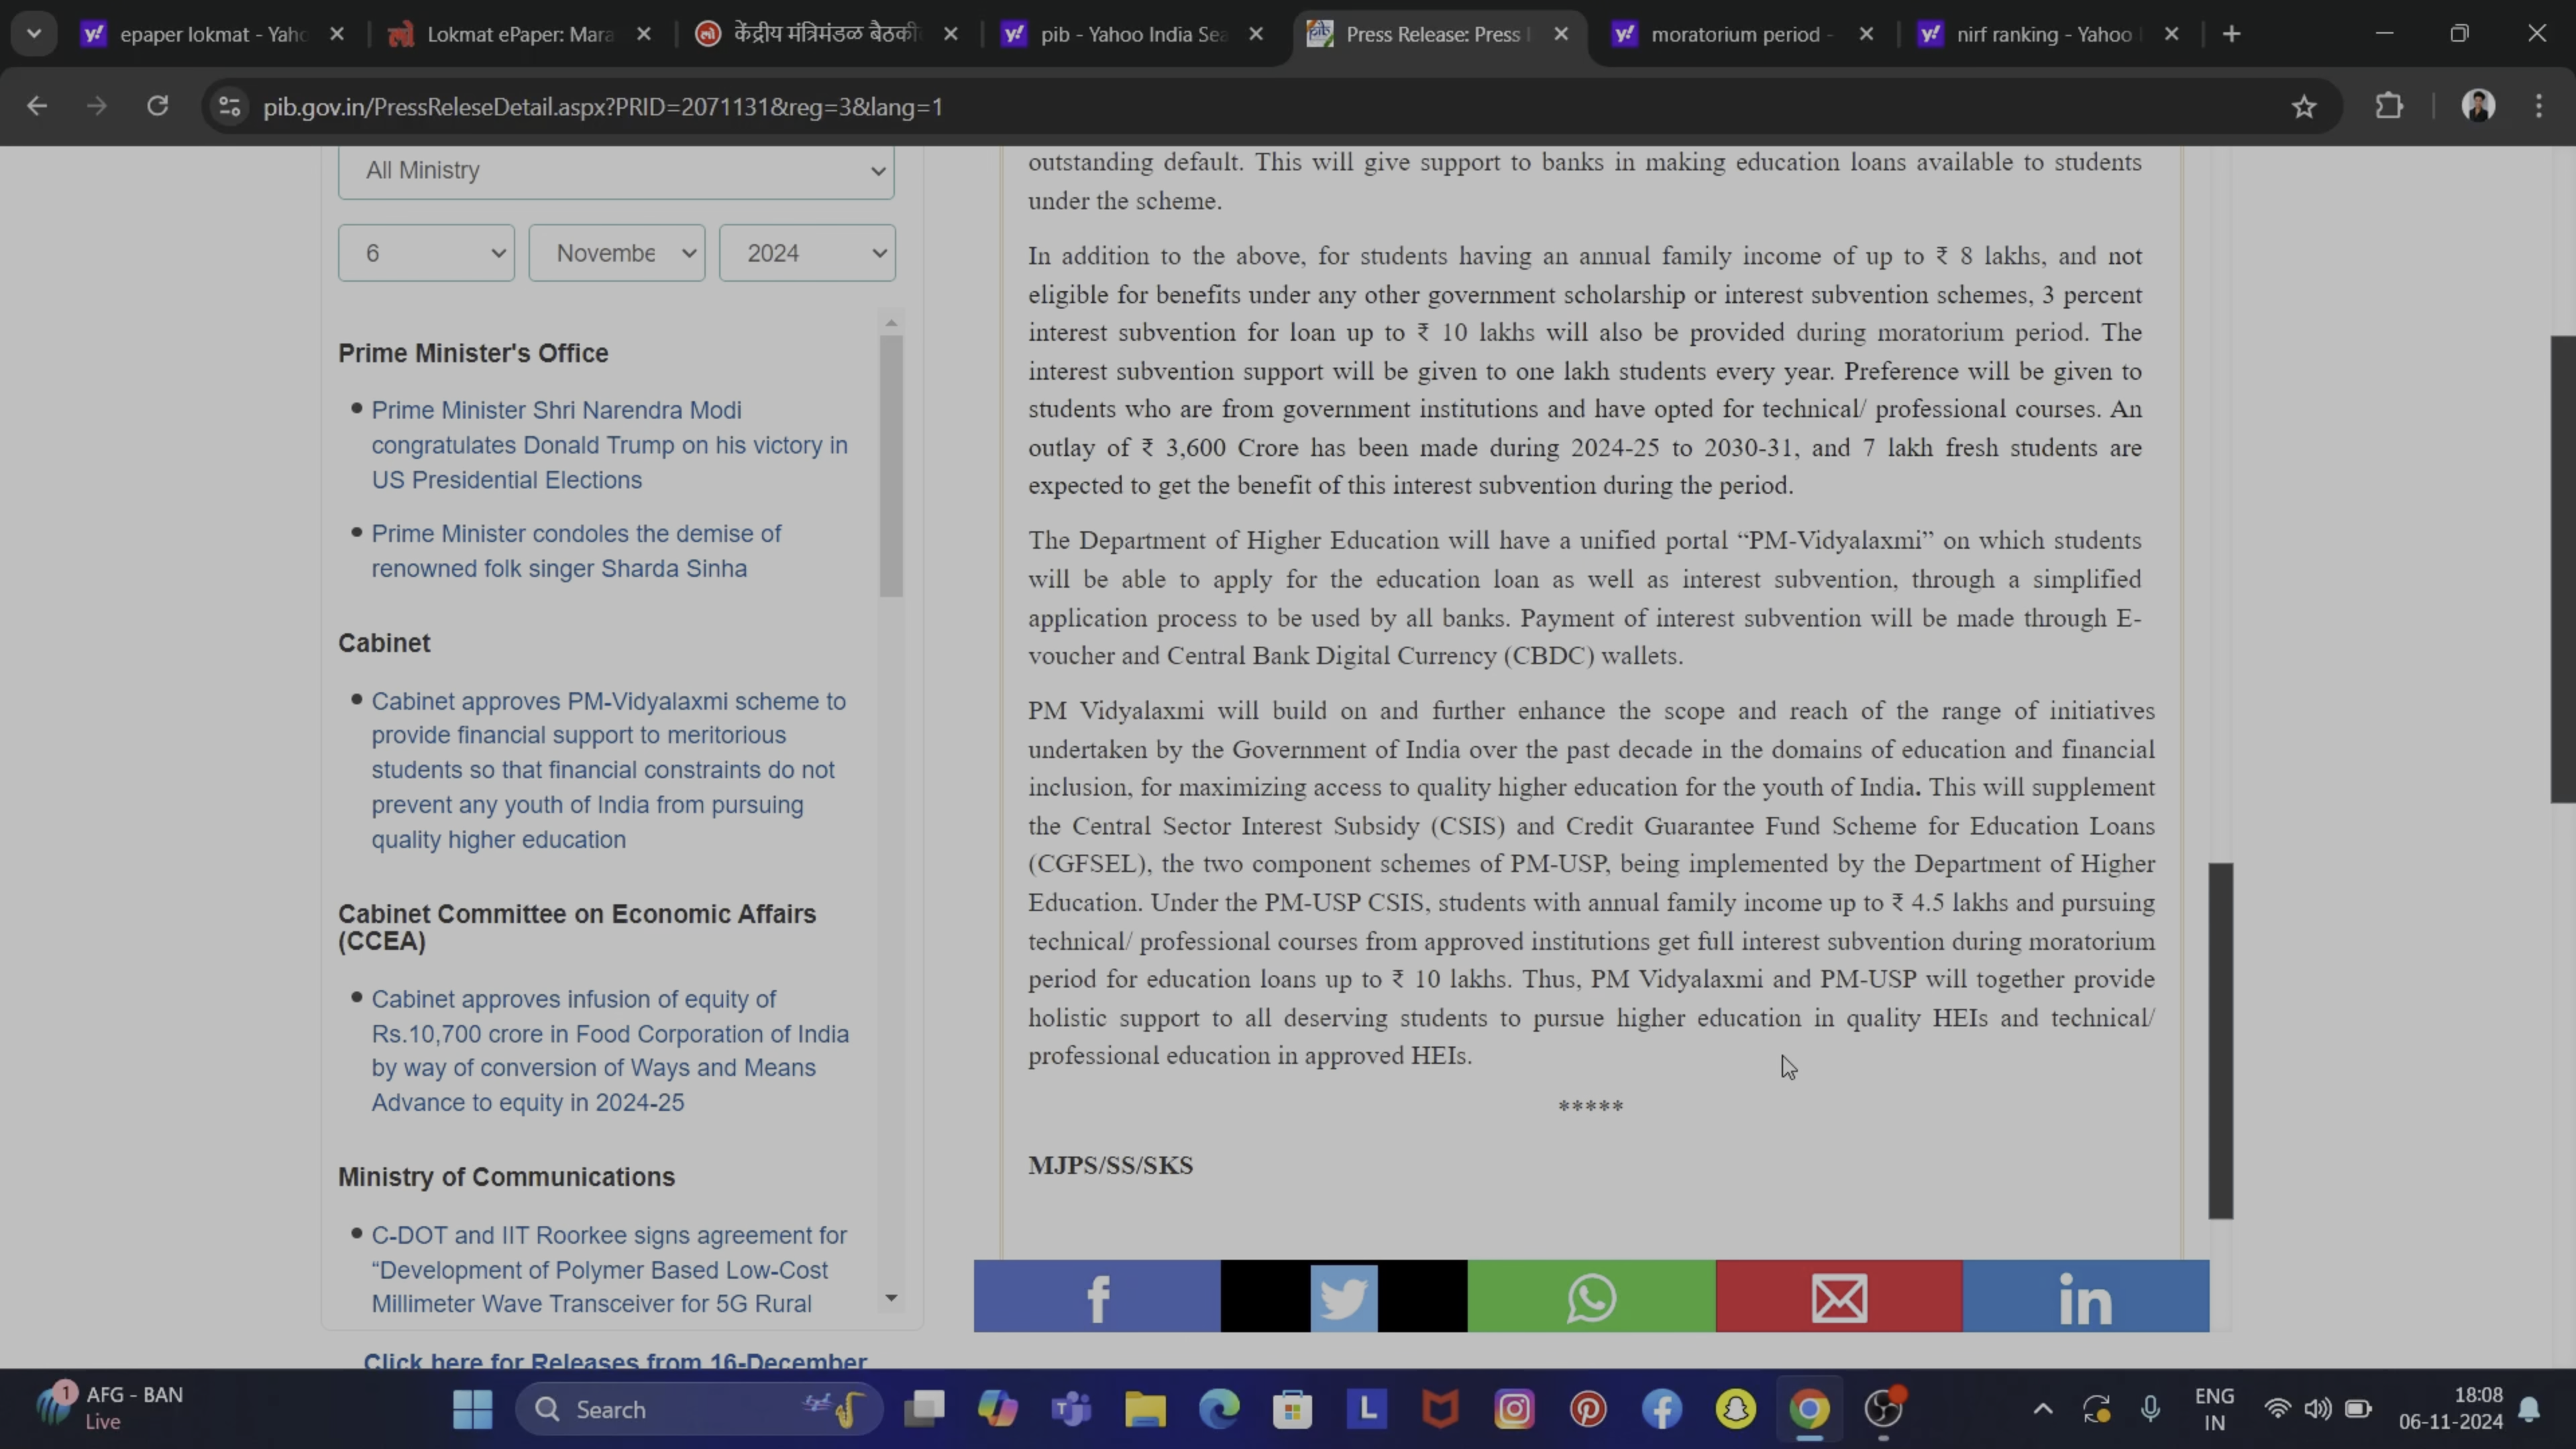 epaper lokmat - Yaho
Lokmat ePaper: Mara
केंद्रीय मंत्रिमंडळ बैठकी
pib - Yahoo India Sea
Press Release: Press
moratorium period -
nirf ranking - Yahoo
pib.gov.in/PressReleseDetail.aspx?PRID=2071131&reg=3&lang=1
All Ministry
6
Novembe
2024
Prime Minister's Office
Prime Minister Shri Narendra Modi
congratulates Donald Trump on his victory in
US Presidential Elections
Prime Minister condoles the demise of
renowned folk singer Sharda Sinha
Cabinet
Cabinet approves PM-Vidyalaxmi scheme to
provide financial support to meritorious
students so that financial constraints do not
prevent any youth of India from pursuing
quality higher education
Cabinet Committee on Economic Affairs
(CCEA)
Cabinet approves infusion of equity of
Rs.10,700 crore in Food Corporation of India
by way of conversion of Ways and Means
Advance to equity in 2024-25
Ministry of Communications
C-DOT and IIT Roorkee signs agreement for
“Development of Polymer Based Low-Cost
Millimeter Wave Transceiver for 5G Rural
Click here for Releases from 16-December
outstanding default. This will give support to banks in making education loans available to students
under the scheme.
In addition to the above, for students having an annual family income of up to ₹ 8 lakhs, and not
eligible for benefits under any other government scholarship or interest subvention schemes, 3 percent
interest subvention for loan up to ₹ 10 lakhs will also be provided during moratorium period. The
interest subvention support will be given to one lakh students every year. Preference will be given to
students who are from government institutions and have opted for technical/ professional courses. An
outlay of ₹ 3,600 Crore has been made during 2024-25 to 2030-31, and 7 lakh fresh students are
expected to get the benefit of this interest subvention during the period.
The Department of Higher Education will have a unified portal “PM-Vidyalaxmi” on which students
will be able to apply for the education loan as well as interest subvention, through a simplified
application process to be used by all banks. Payment of interest subvention will be made through E-
voucher and Central Bank Digital Currency (CBDC) wallets.
PM Vidyalaxmi will build on and further enhance the scope and reach of the range of initiatives
undertaken by the Government of India over the past decade in the domains of education and financial
inclusion, for maximizing access to quality higher education for the youth of India. This will supplement
the Central Sector Interest Subsidy (CSIS) and Credit Guarantee Fund Scheme for Education Loans
(CGFSEL), the two component schemes of PM-USP, being implemented by the Department of Higher
Education. Under the PM-USP CSIS, students with annual family income up to ₹ 4.5 lakhs and pursuing
technical/ professional courses from approved institutions get full interest subvention during moratorium
period for education loans up to ₹ 10 lakhs. Thus, PM Vidyalaxmi and PM-USP will together provide
holistic support to all deserving students to pursue higher education in quality HEIs and technical/
professional education in approved HEIs.
*****
MJPS/SS/SKS
1
AFG - BAN
Live
Search
ENG
IN
18:08
06-11-2024